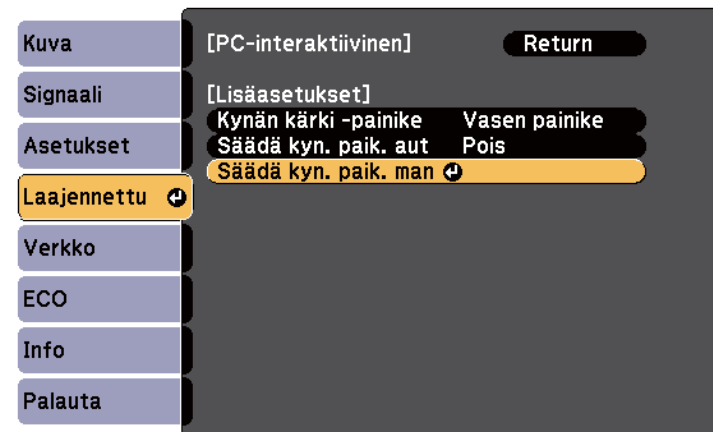 Kuva
Signaali
Asetukset
Laajennettu
Verkko
ECO
Info
Palauta
[PC-interaktiivinen] Return
[Lisäasetukset]
Kynän kärki -painike Vasen painike
Säädä kyn. paik. aut Pois
Säädä kyn. paik. man